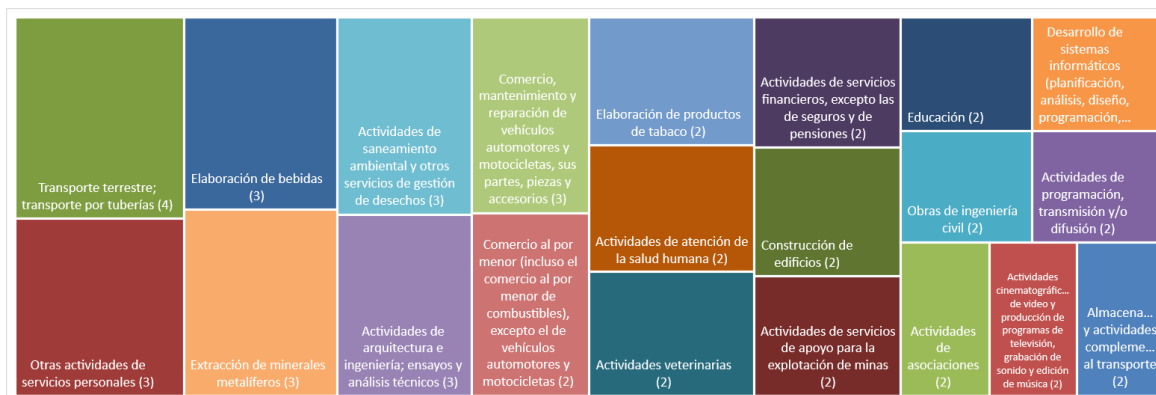 Transporte terrestre;
transporte por tuberías (4)
Otras actividades de
servicios personales (3)
Elaboración de bebidas
(3)
Extracción de minerales
metalíferos (3)
Actividades de
saneamiento
ambiental y otros
servicios de gestión
de desechos (3)
Actividades de
arquitectura e
ingeniería; ensayos y
análisis técnicos (3)
Comercio,
mantenimiento y
reparación de
vehículos
automotores y
motocicletas, sus
partes, piezas y
accesorios (3)
Comercio al por
menor (incluso el
comercio al por
menor de
combustibles),
excepto el de
vehículos
automotores y
motocicletas (2)
Elaboración de productos
de tabaco (2)
Actividades de atención de
la salud humana (2)
Actividades veterinarias
(2)
Actividades de servicios
financieros, excepto las
de seguros y de
pensiones (2)
Construcción de
edificios (2)
Actividades de servicios
de apoyo para la
explotación de minas
(2)
Educación (2)
Desarrollo de
sistemas
informáticos
(planificación,
análisis, diseño,
programación,...
Obras de ingeniería
civil (2)
Actividades de
programación,
transmisión y/o
difusión (2)
Actividades
de
asociaciones
(2)
Actividades
cinematográfic...
de video y
producción de
programas de
televisión,
grabación de
sonido y edición
de música (2)
Almacena...
y actividades
compleme...
al transporte
(2)